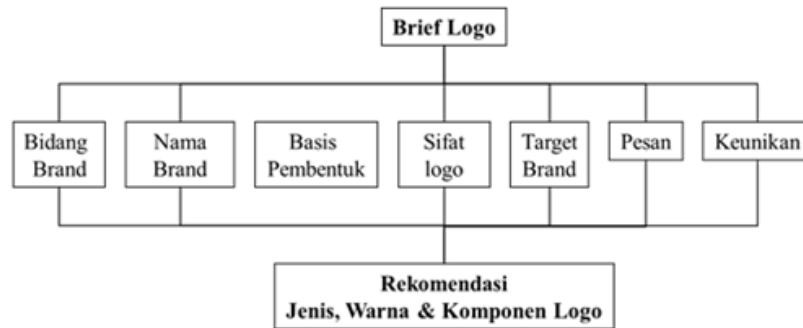 Brief Logo
Bidang
Brand
Nama
Brand
Basis
Pembentuk
Sifat
logo
Target
Brand
Pesan
Keunikan
Rekomendasi
Jenis, Warna & Komponen Logo